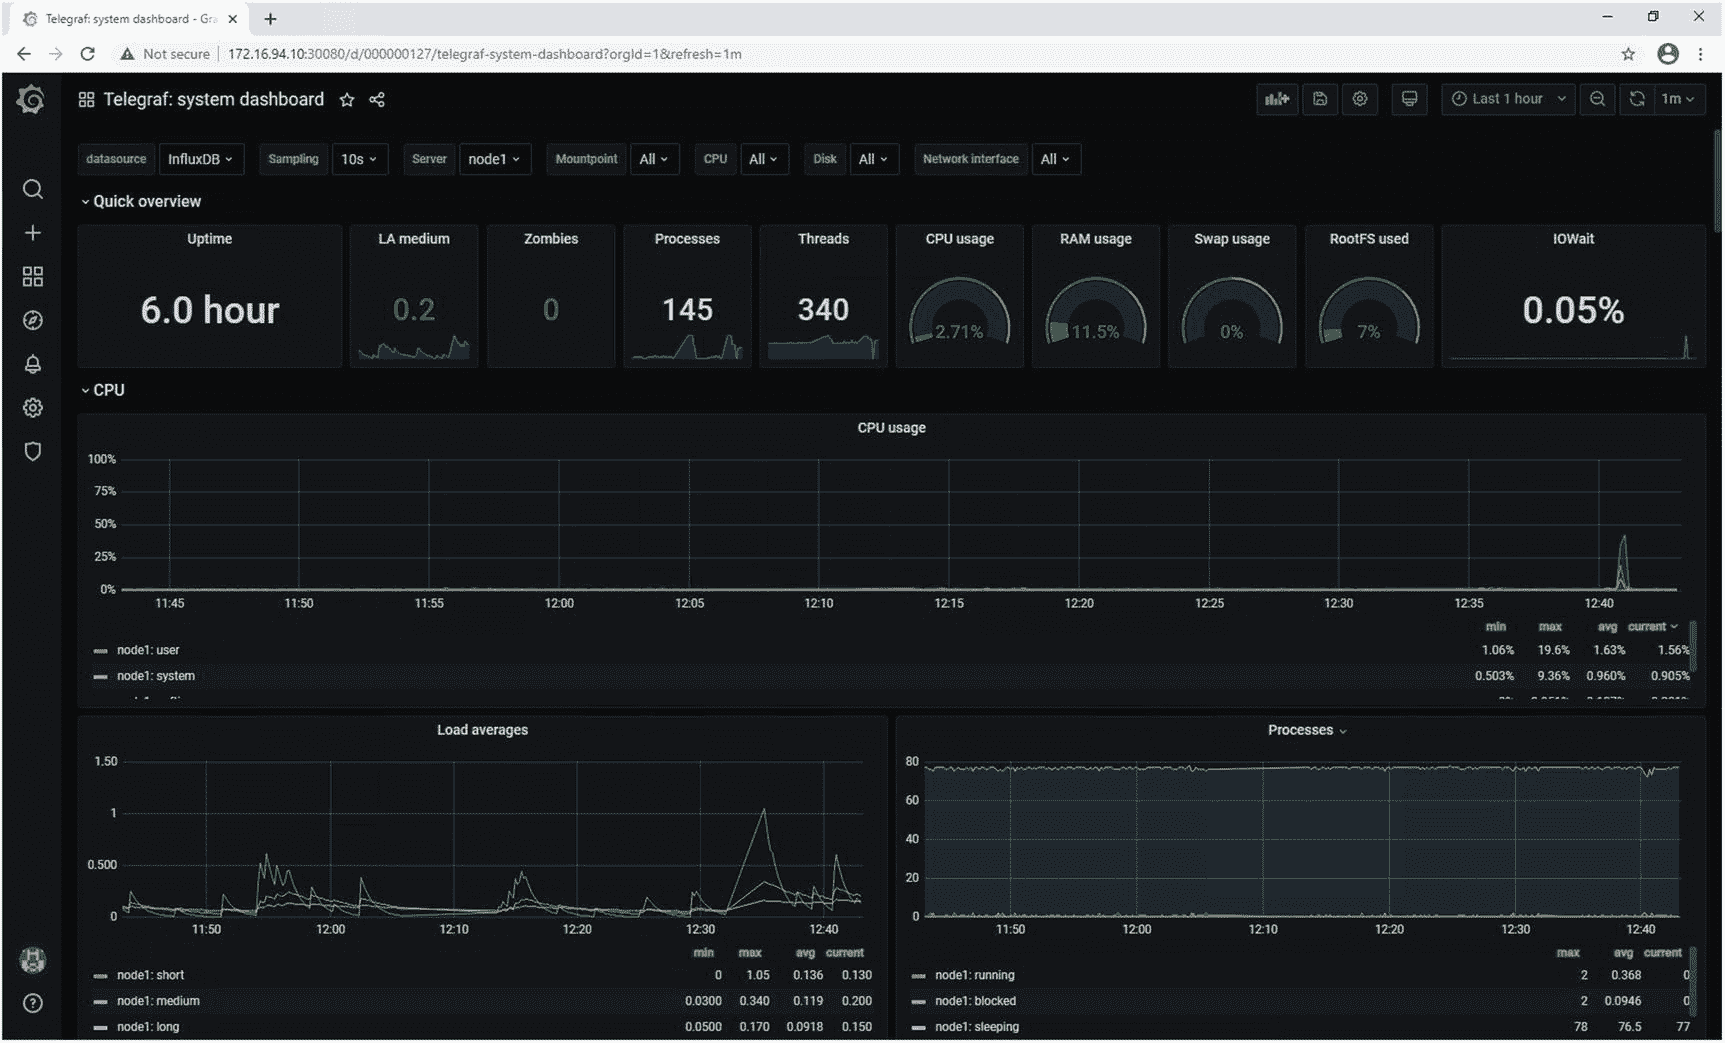 Telegraf: system dashboard - Gra
Not secure 172.16.94.10:30080/d/000000127/telegraf-system-dashboard?orgId=1&refresh=1m
Telegraf: system dashboard Last 1 hour 1m
datasource InfluxDB Sampling 10s Server node1 Mountpoint All CPU All Disk All Network interface All
Quick overview
Uptime LA medium Zombies Processes Threads CPU usage RAM usage Swap usage RootFS used IOWait
6.0 hour 0.2 0 145 340 2.71% 11.5% 0% 7% 0.05%
CPU
CPU usage
100%
75%
50%
25%
0%
11:45 11:50 11:55 12:00 12:05 12:10 12:15 12:20 12:25 12:30 12:35 12:40
min max avg current
node1: user 1.06% 19.6% 1.63% 1.56%
node1: system 0.503% 9.36% 0.960% 0.905%
Load averages
1.50
1
0.500
0
11:50 12:00 12:10 12:20 12:30 12:40
min max avg current
node1: short 0 1.05 0.136 0.130
node1: medium 0.0300 0.340 0.119 0.200
node1: long 0.0500 0.170 0.0918 0.150
Processes
80
60
40
20
0
11:50 12:00 12:10 12:20 12:30 12:40
max avg current
node1: running 2 0.368 0
node1: blocked 2 0.0946 0
node1: sleeping 78 76.5 77